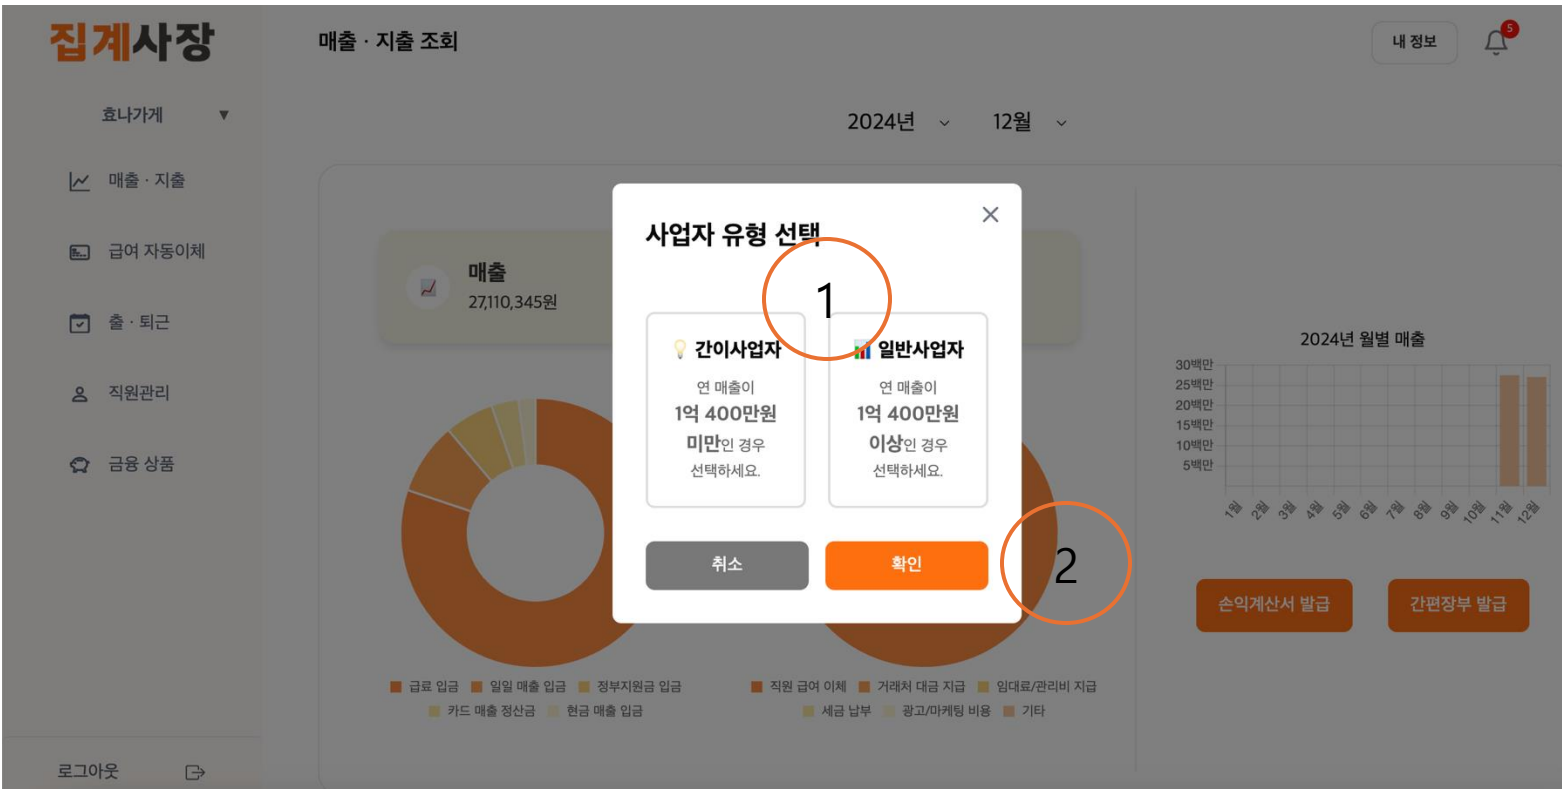 집계사장
매출 · 지출 조회
내 정보
5
효나가게 ▼
2024년 12월
매출 · 지출
급여 자동이체
출 · 퇴근
직원관리
금융 상품
로그아웃
매출
27,110,345원
사업자 유형 선택
1
💡 간이사업자
연 매출이
1억 400만원
미만인 경우
선택하세요.
📊 일반사업자
연 매출이
1억 400만원
이상인 경우
선택하세요.
취소
확인
2
급료 입금 일일 매출 입금 정부지원금 입금
카드 매출 정산금 현금 매출 입금
직원 급여 이체 거래처 대금 지급 임대료/관리비 지급
세금 납부 광고/마케팅 비용 기타
2024년 월별 매출
30백만
25백만
20백만
15백만
10백만
5백만
1월 2월 3월 4월 5월 6월 7월 8월 9월 10월 11월 12월
손익계산서 발급
간편장부 발급